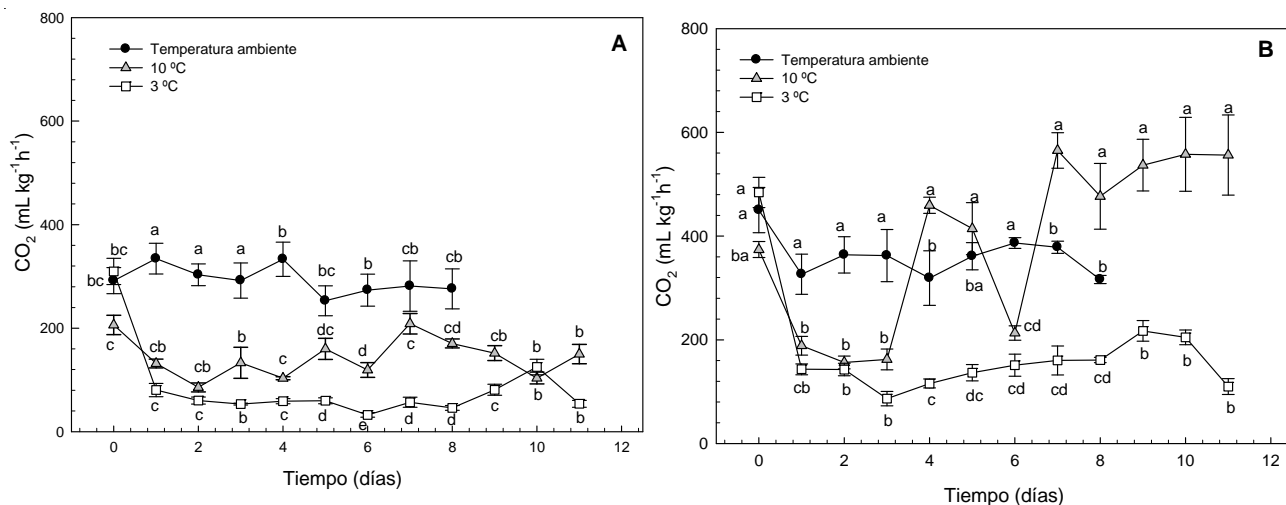 A
Temperatura ambiente
10 ºC
3 ºC
CO2 (mL kg-1h-1)
800
600
400
200
0
bc a a a b bc b cb cb
bc
c cb cb b c dc d c cd cb b b
c c b c d e d d c b b
0 2 4 6 8 10 12
Tiempo (días)
B
Temperatura ambiente
10 ºC
3 ºC
CO2 (mL kg-1h-1)
800
600
400
200
0
a a a a a a a a a a
a a b b
ba b b b b ba cd b
cb b b c dc cd cd cd b b b
0 2 4 6 8 10 12
Tiempo (días)